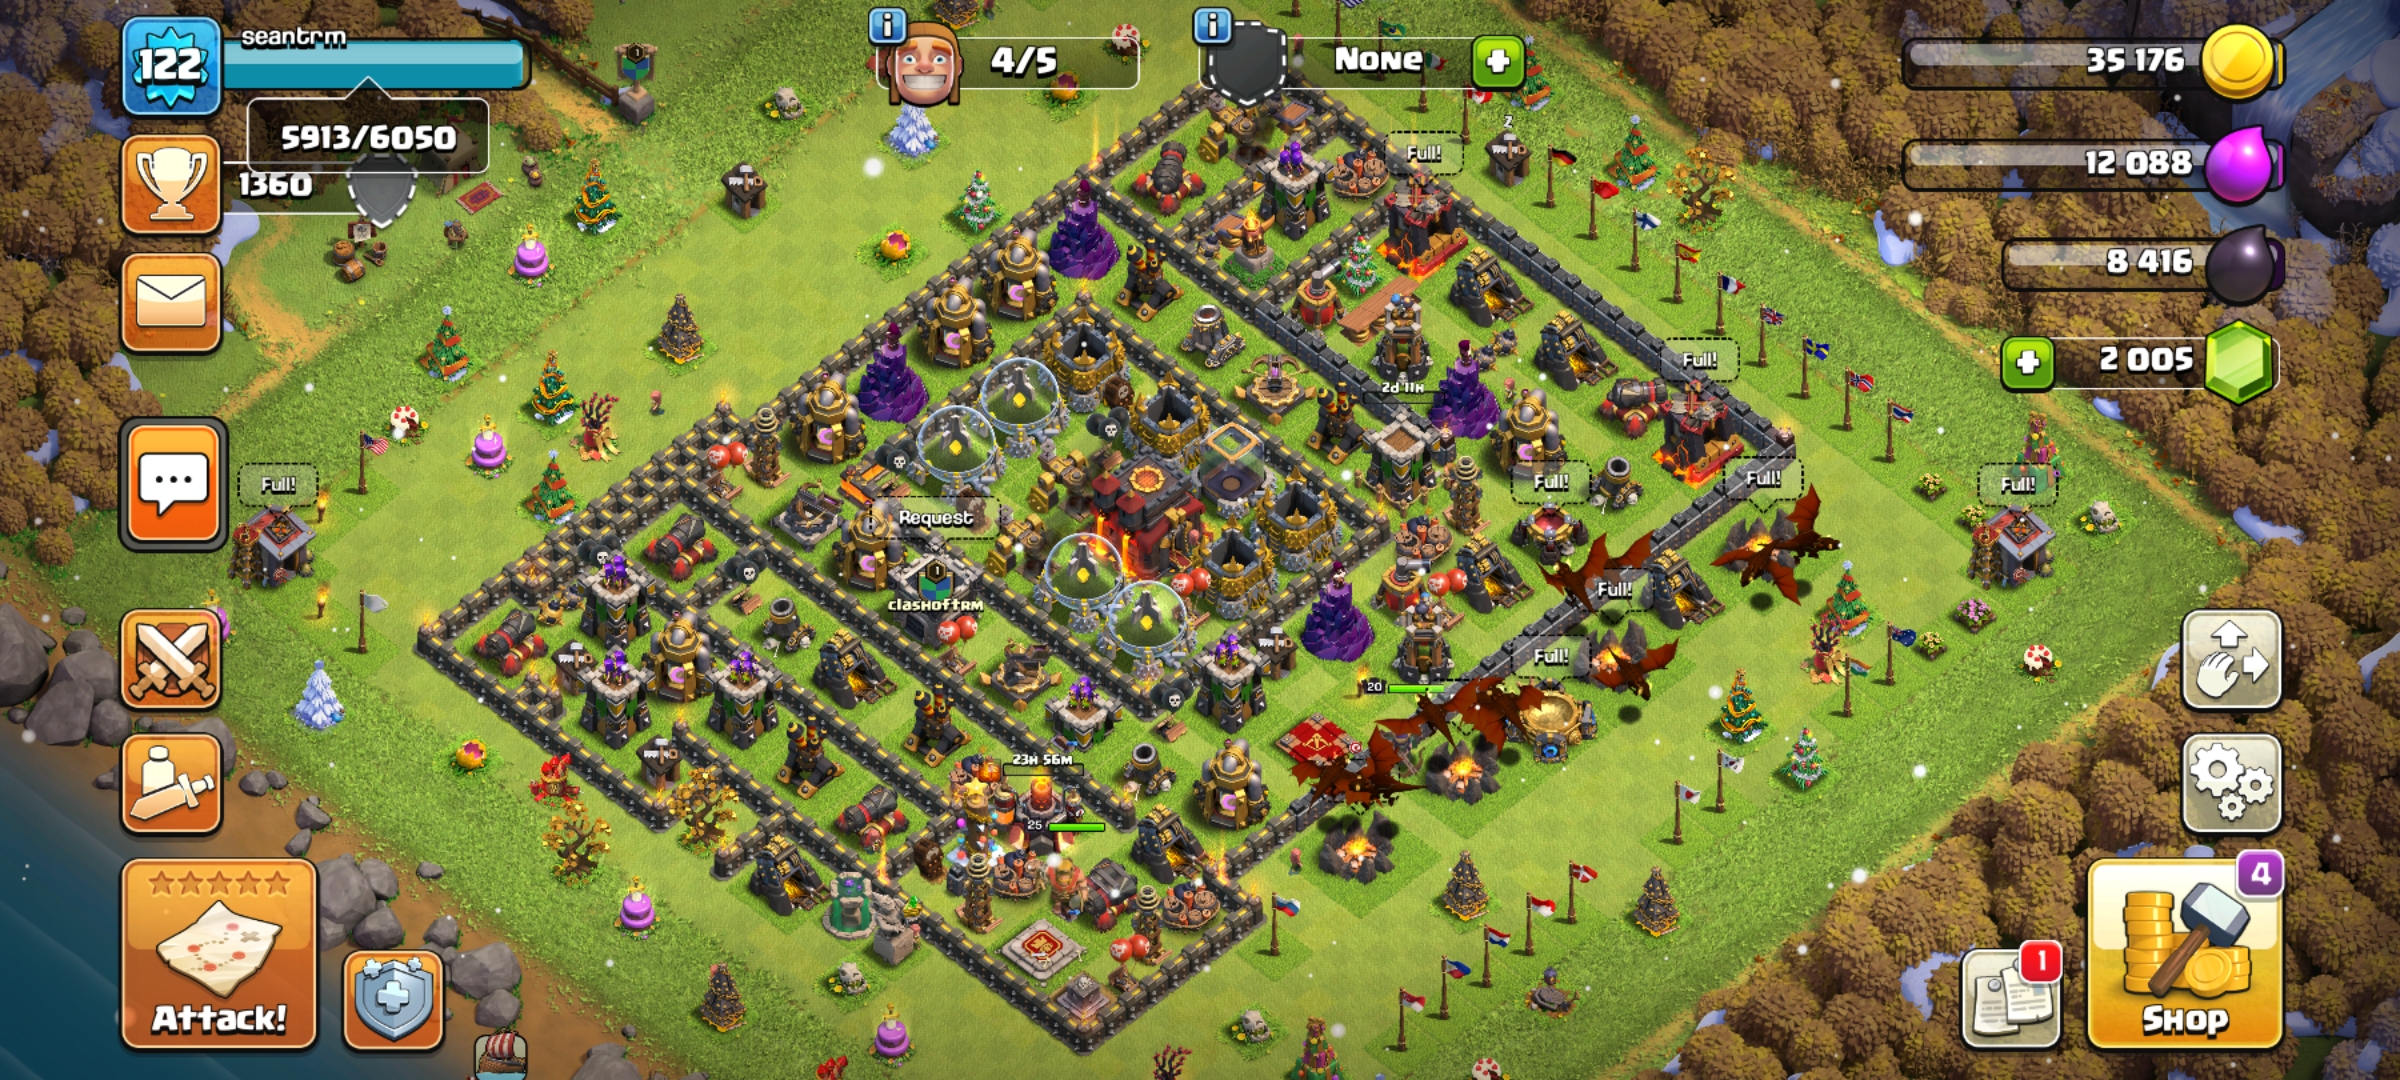 122
seantrm
5913/6050
1360
4/5
None
35 176
12 088
8 416
2 005
Full!
Z
Full!
2d 11H
Full!
Full!
Full!
Full!
Request
clashoftrm
Full!
Full!
20
23H 56M
25
Attack!
4
1
Shop